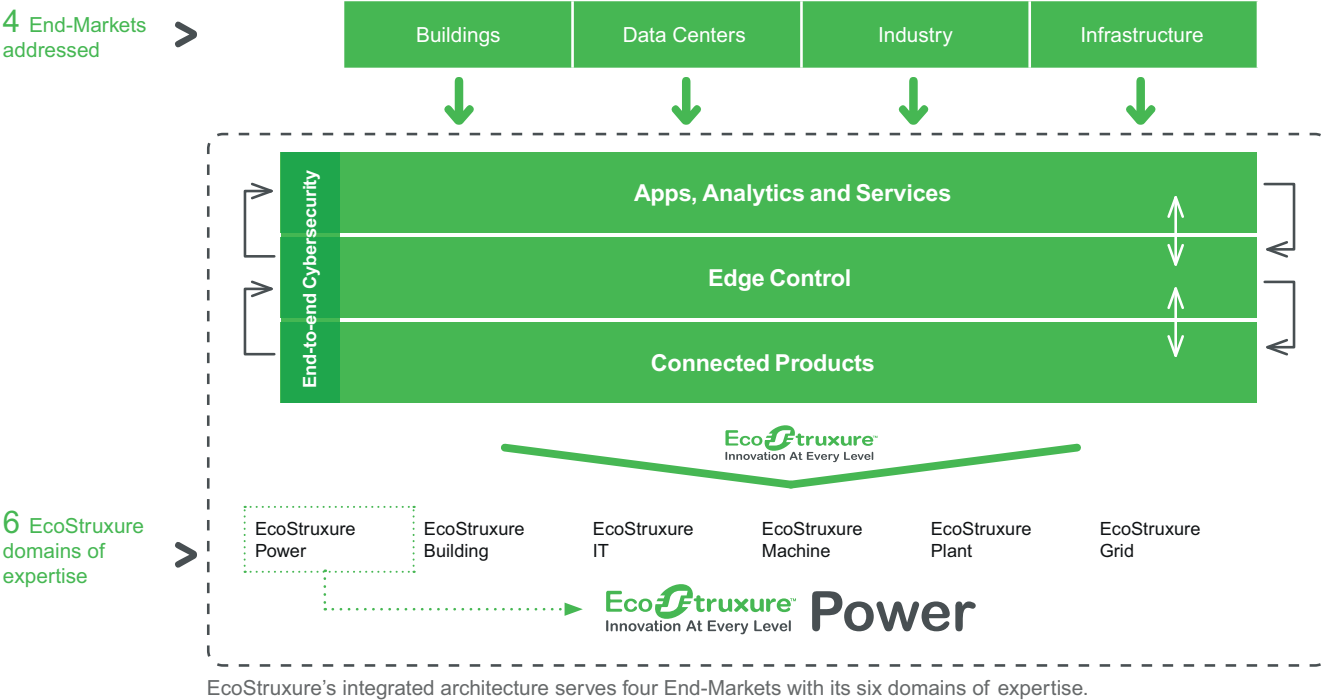 4 End-Markets
addressed
>
Buildings
Data Centers
Industry
Infrastructure
End-to-end Cybersecurity
Apps, Analytics and Services
Edge Control
Connected Products
EcoStruxure™
Innovation At Every Level
6 EcoStruxure
domains of
expertise
>
EcoStruxure
Power
EcoStruxure
Building
EcoStruxure
IT
EcoStruxure
Machine
EcoStruxure
Plant
EcoStruxure
Grid
EcoStruxure™ Power
Innovation At Every Level
EcoStruxure’s integrated architecture serves four End-Markets with its six domains of expertise.